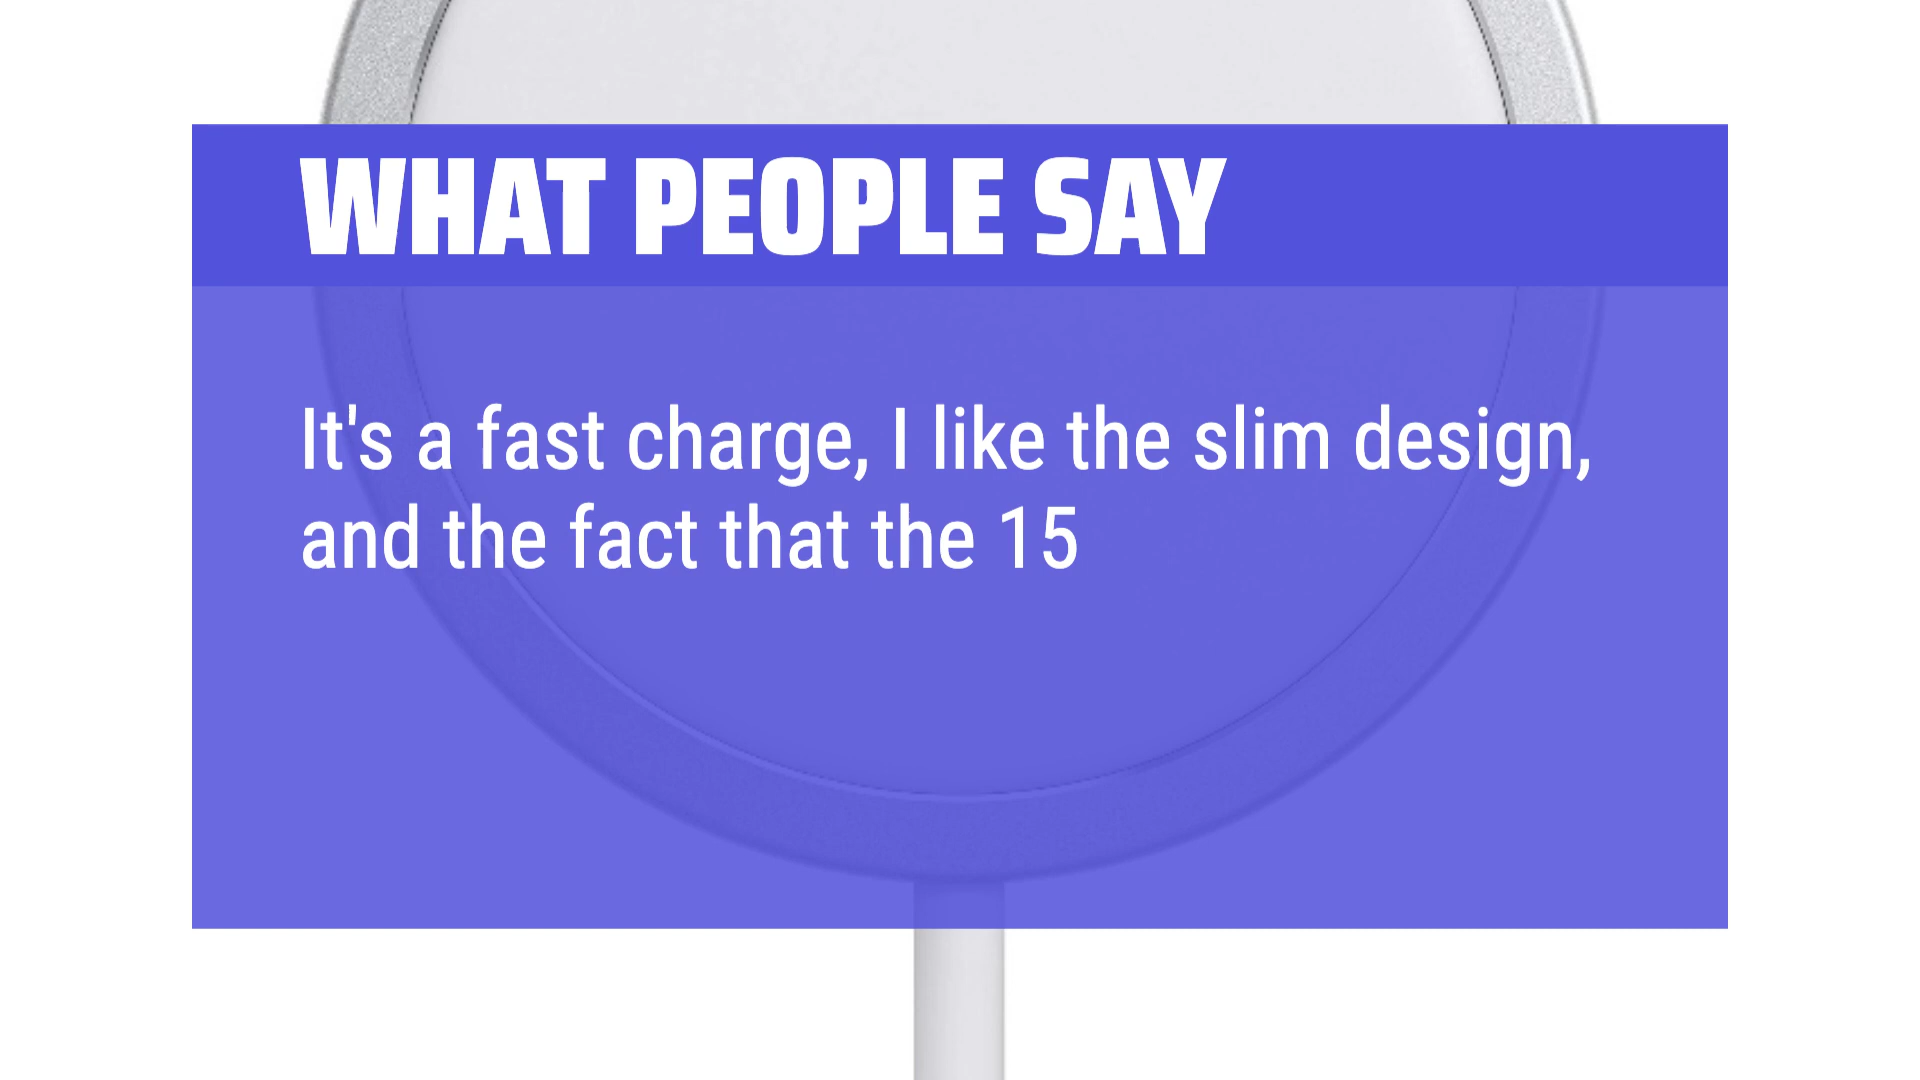 WHAT PEOPLE SAY
It's a fast charge, I like the slim design,
and the fact that the 15